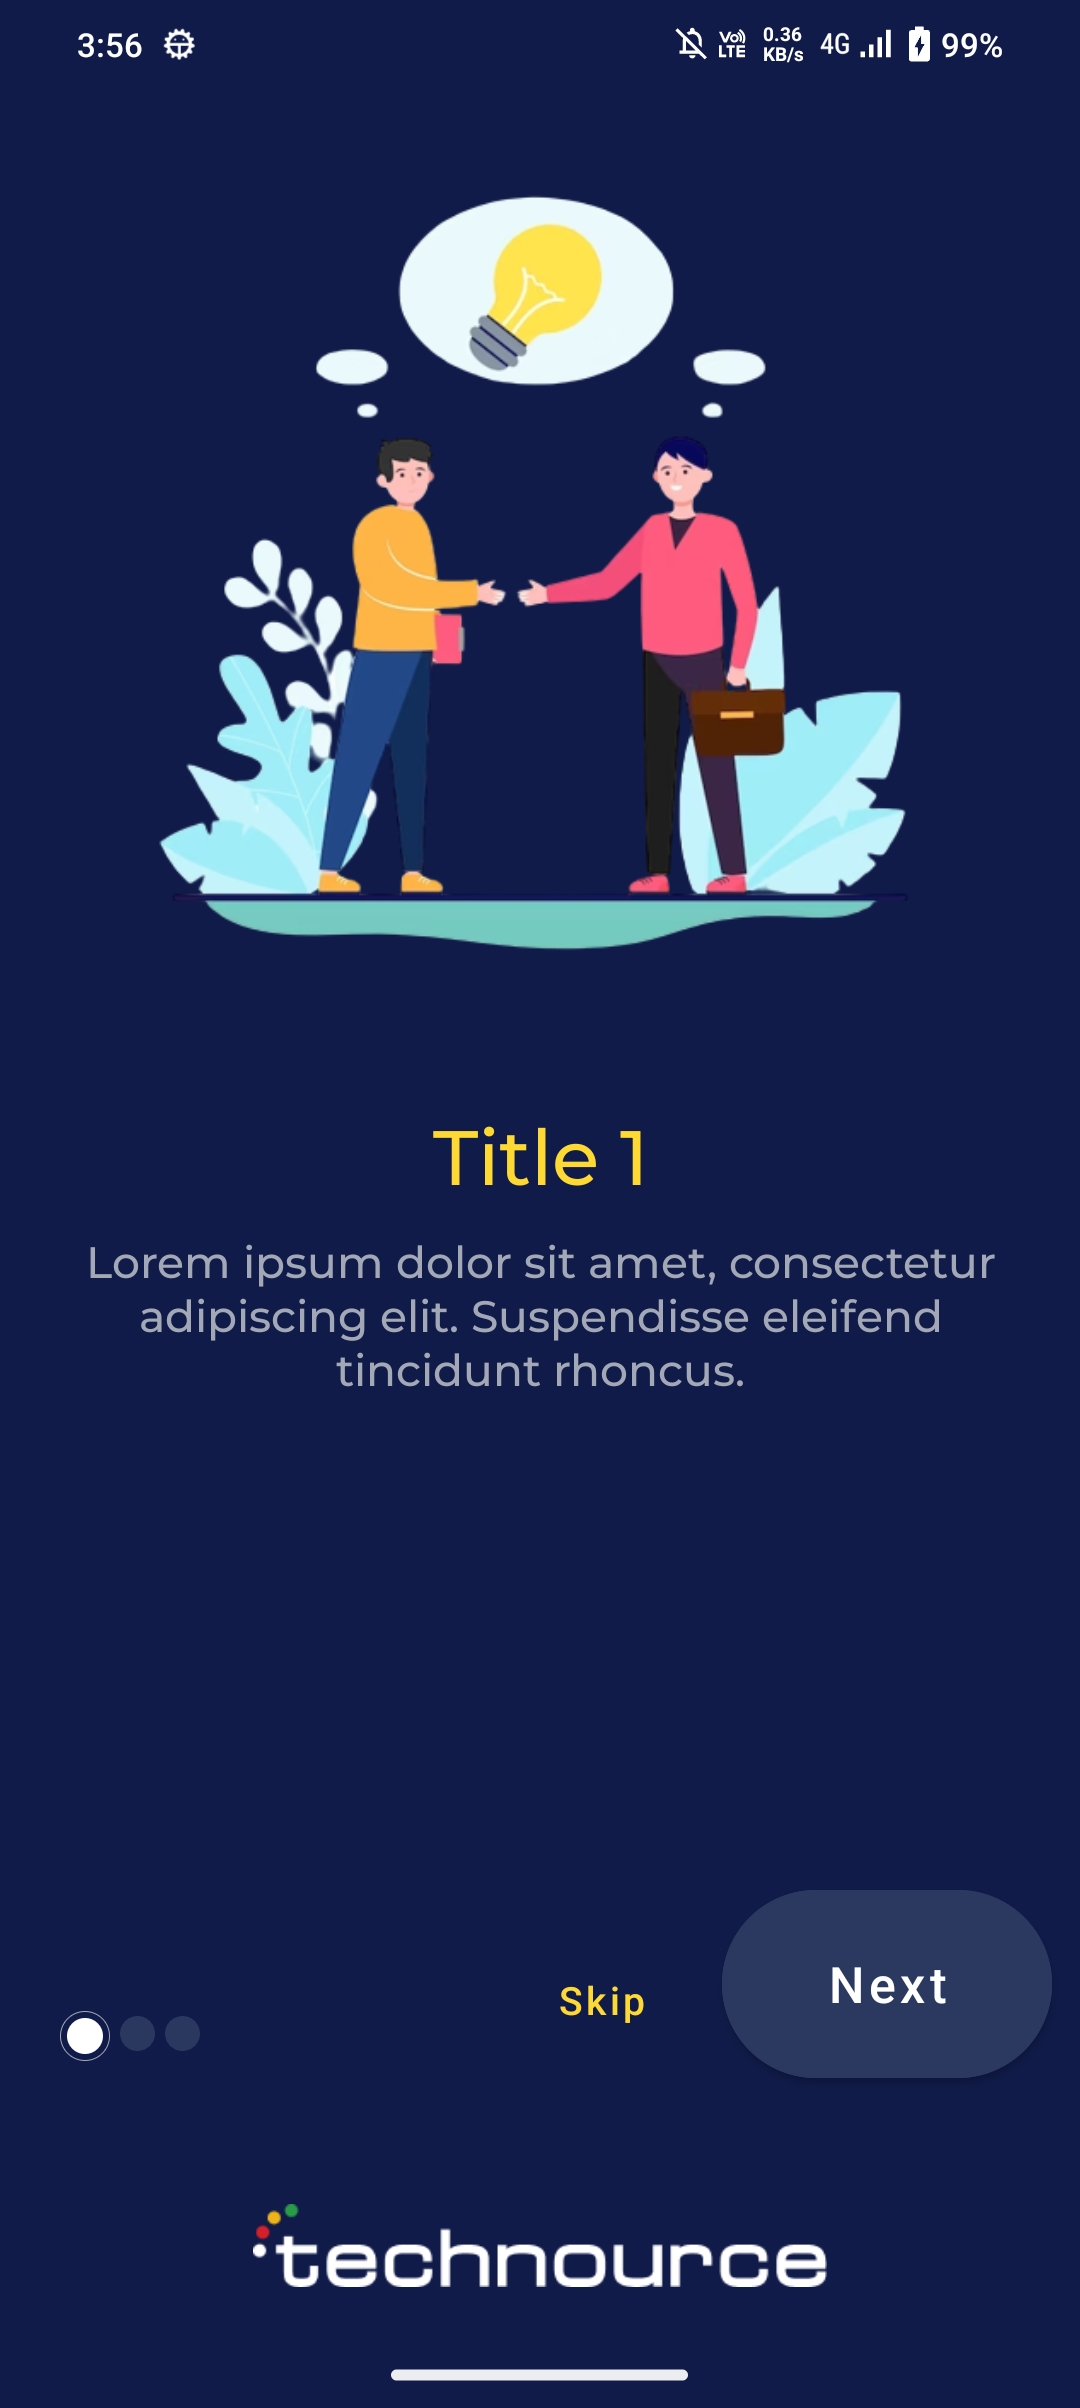 3:56
Vo)) LTE 0.36 KB/s 4G 99%
Title 1
Lorem ipsum dolor sit amet, consectetur
adipiscing elit. Suspendisse eleifend
tincidunt rhoncus.
Skip
Next
technource